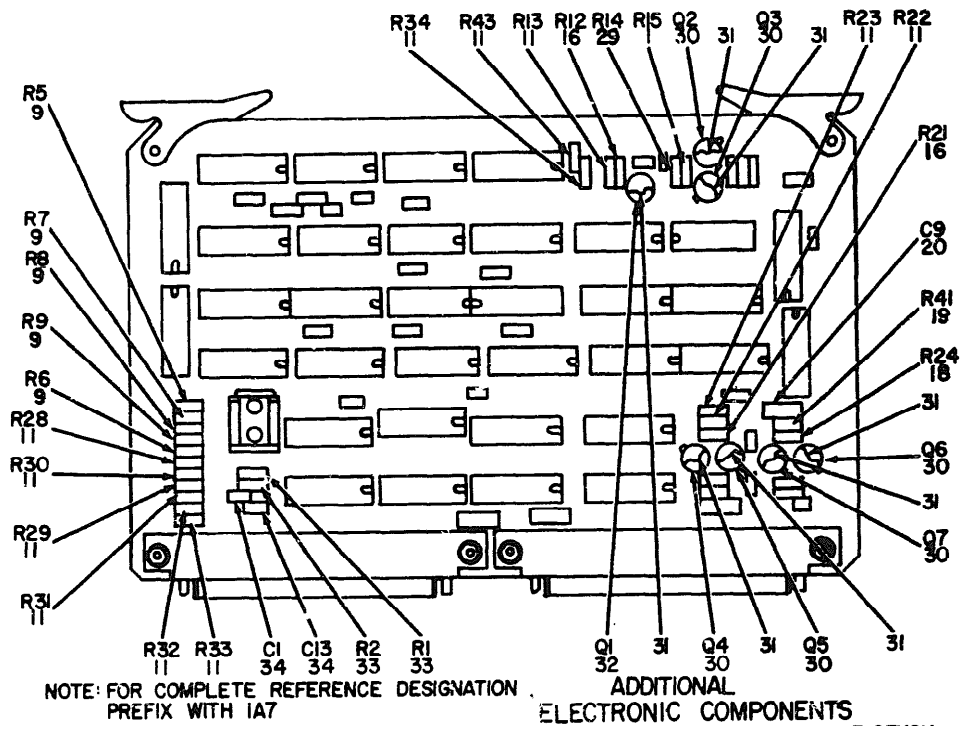 R34 R43 R13 R12 R14 R15 Q2 31 Q3 31 R23 R22
11 11 11 16 29 11 30 30 11 11
R5
9
R21
16
R7
9
R8
9
C9
20
R9
9
R41
19
R6
9
R24
18
R28
11
31
R30
11
Q6
30
31
R29
11
Q7
30
R31
11
R32 R33 C1 C13 R2 R1 Q1 31 Q4 31 Q5 31
11 11 34 34 33 33 32 30 30
NOTE: FOR COMPLETE REFERENCE DESIGNATION
PREFIX WITH 1A7
ADDITIONAL
ELECTRONIC COMPONENTS